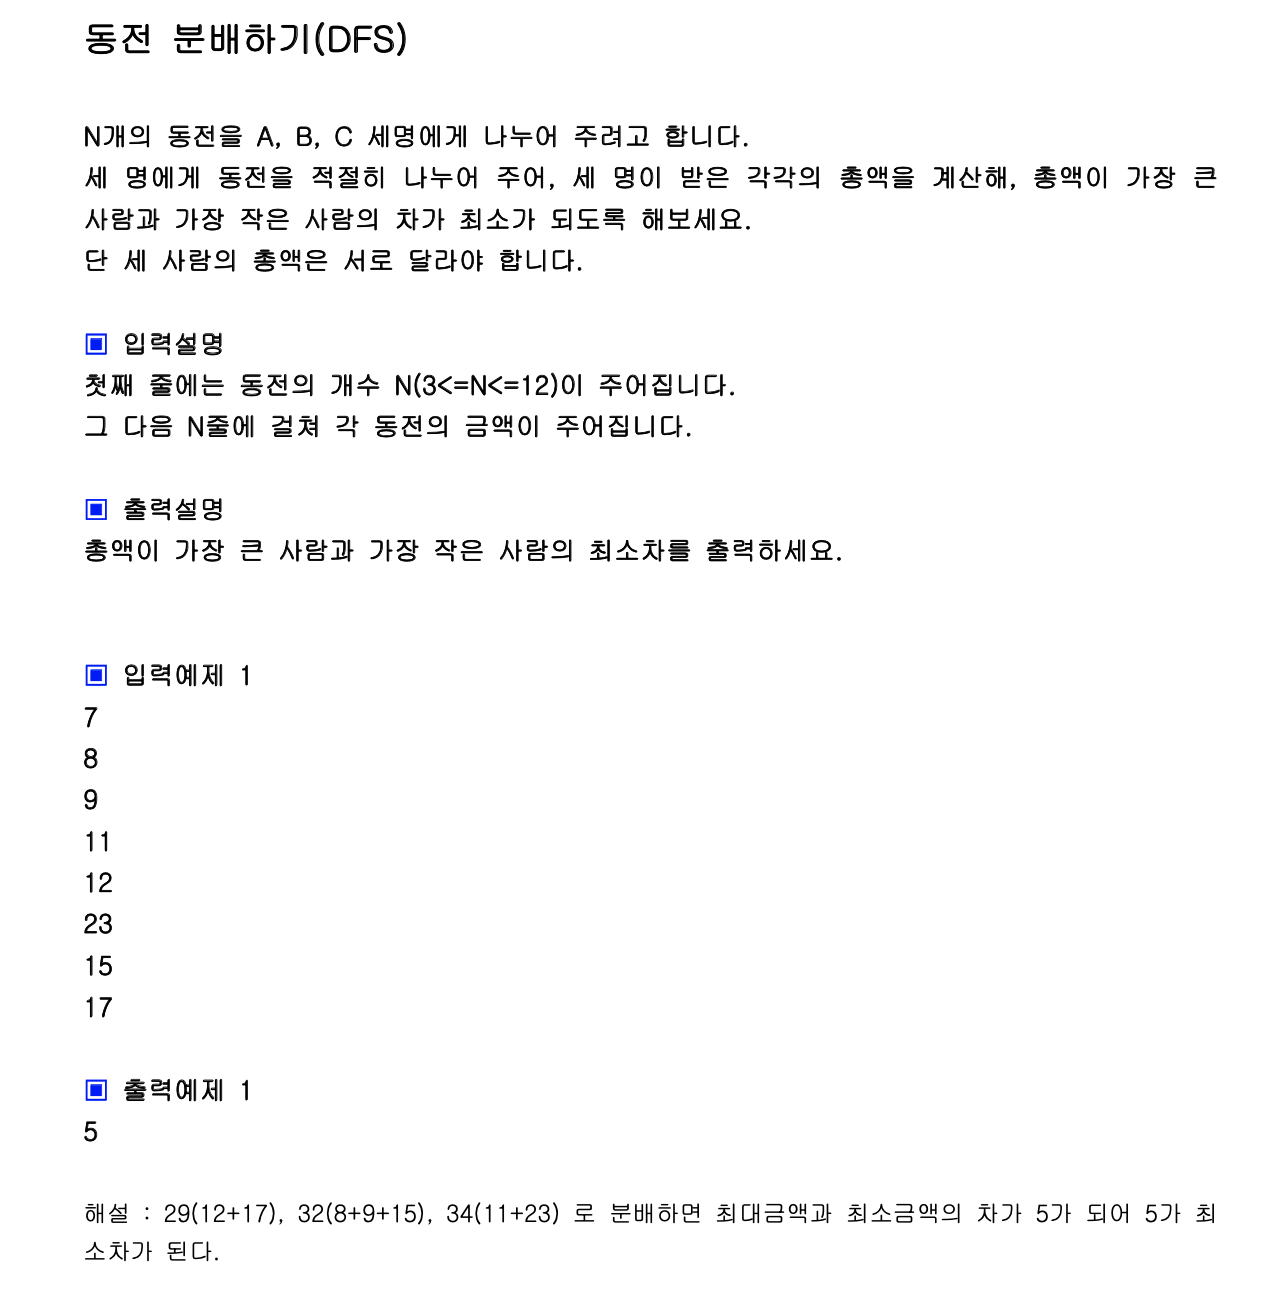 동전 분배하기(DFS)
N개의 동전을 A, B, C 세명에게 나누어 주려고 합니다.
세 명에게 동전을 적절히 나누어 주어, 세 명이 받은 각각의 총액을 계산해, 총액이 가장 큰
사람과 가장 작은 사람의 차가 최소가 되도록 해보세요.
단 세 사람의 총액은 서로 달라야 합니다.
▣ 입력설명
첫째 줄에는 동전의 개수 N(3<=N<=12)이 주어집니다.
그 다음 N줄에 걸쳐 각 동전의 금액이 주어집니다.
▣ 출력설명
총액이 가장 큰 사람과 가장 작은 사람의 최소차를 출력하세요.
▣ 입력예제 1
7
8
9
11
12
23
15
17
▣ 출력예제 1
5
해설 : 29(12+17), 32(8+9+15), 34(11+23) 로 분배하면 최대금액과 최소금액의 차가 5가 되어 5가 최
소차가 된다.